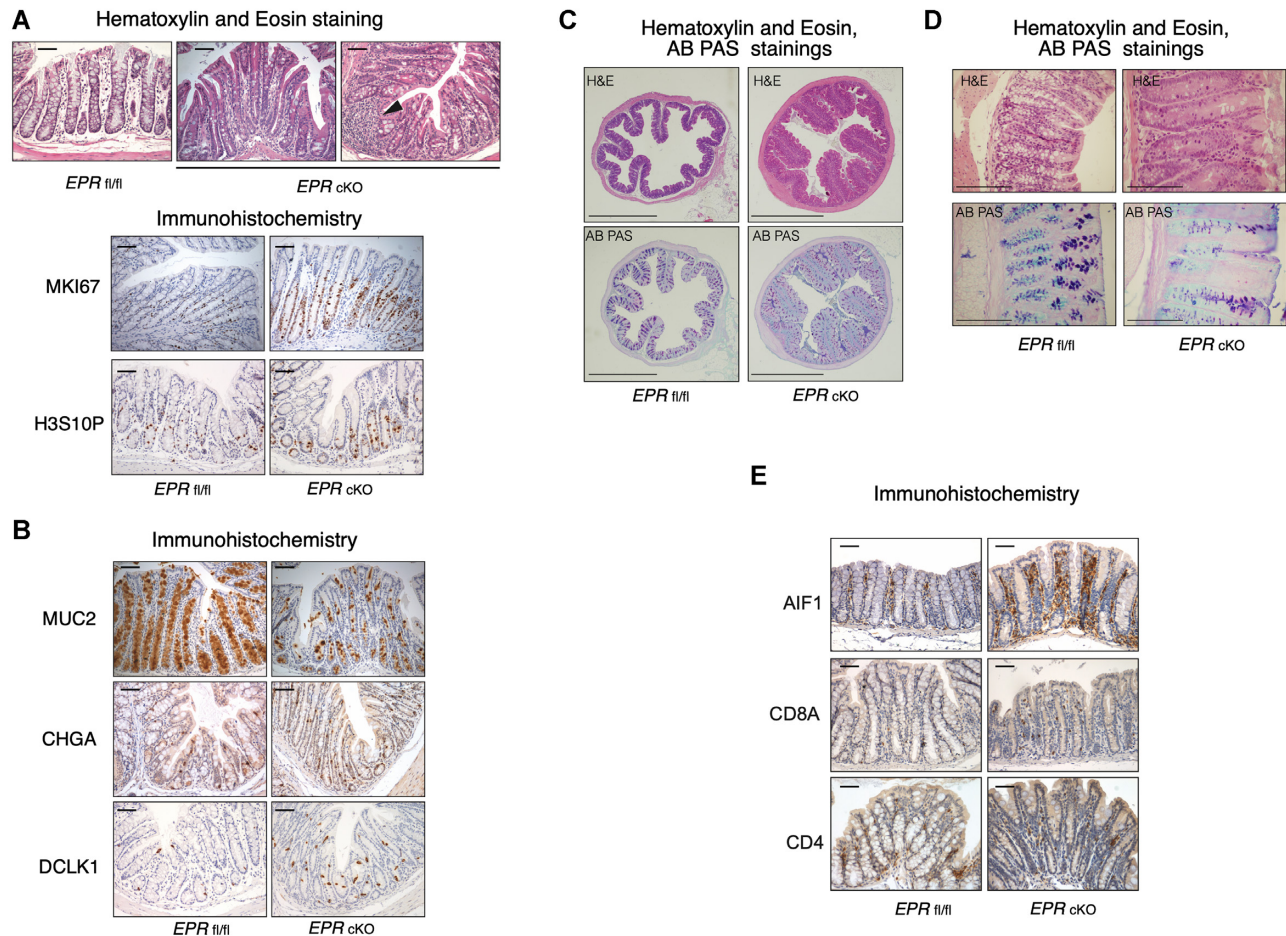 A
Hematoxylin and Eosin staining
EPR fl/fl
EPR cKO
Immunohistochemistry
MKI67
H3S10P
EPR fl/fl
EPR cKO
B
Immunohistochemistry
MUC2
CHGA
DCLK1
EPR fl/fl
EPR cKO
C
Hematoxylin and Eosin,
AB PAS stainings
H&E
H&E
AB PAS
AB PAS
EPR fl/fl
EPR cKO
D
Hematoxylin and Eosin,
AB PAS stainings
H&E
H&E
AB PAS
AB PAS
EPR fl/fl
EPR cKO
E
Immunohistochemistry
AIF1
CD8A
CD4
EPR fl/fl
EPR cKO